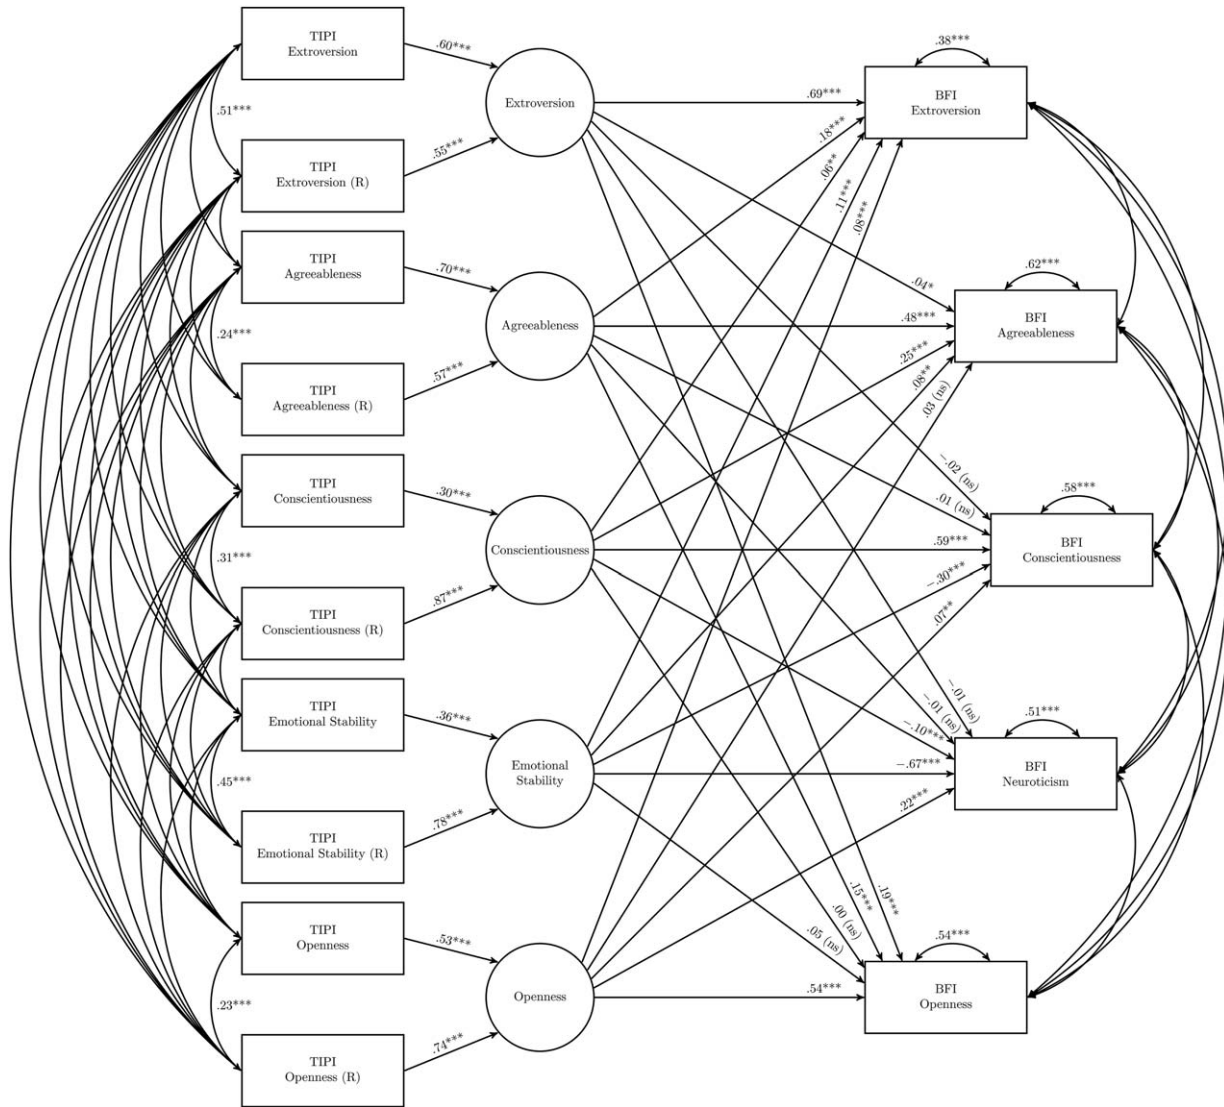 TIPI
Extroversion
.60***
.51***
TIPI
Extroversion (R)
.55***
Extroversion
TIPI
Agreeableness
.70***
.24***
TIPI
Agreeableness (R)
.57***
Agreeableness
TIPI
Conscientiousness
.30***
.31***
TIPI
Conscientiousness (R)
.87***
Conscientiousness
TIPI
Emotional Stability
.36***
.45***
TIPI
Emotional Stability (R)
.78***
Emotional
Stability
TIPI
Openness
.53***
.23***
TIPI
Openness (R)
.74***
Openness
.69***
.18***
.06**
.11***
.08***
.38***
BFI
Extroversion
.04*
.48***
.25***
.08**
.03 (ns)
.62***
BFI
Agreeableness
−.02 (ns)
.01 (ns)
.59***
−.30***
.07**
.58***
BFI
Conscientiousness
−.01 (ns)
−.01 (ns)
−.10***
−.67***
.22***
.51***
BFI
Neuroticism
.19***
.15***
.00 (ns)
.05 (ns)
.54***
.54***
BFI
Openness